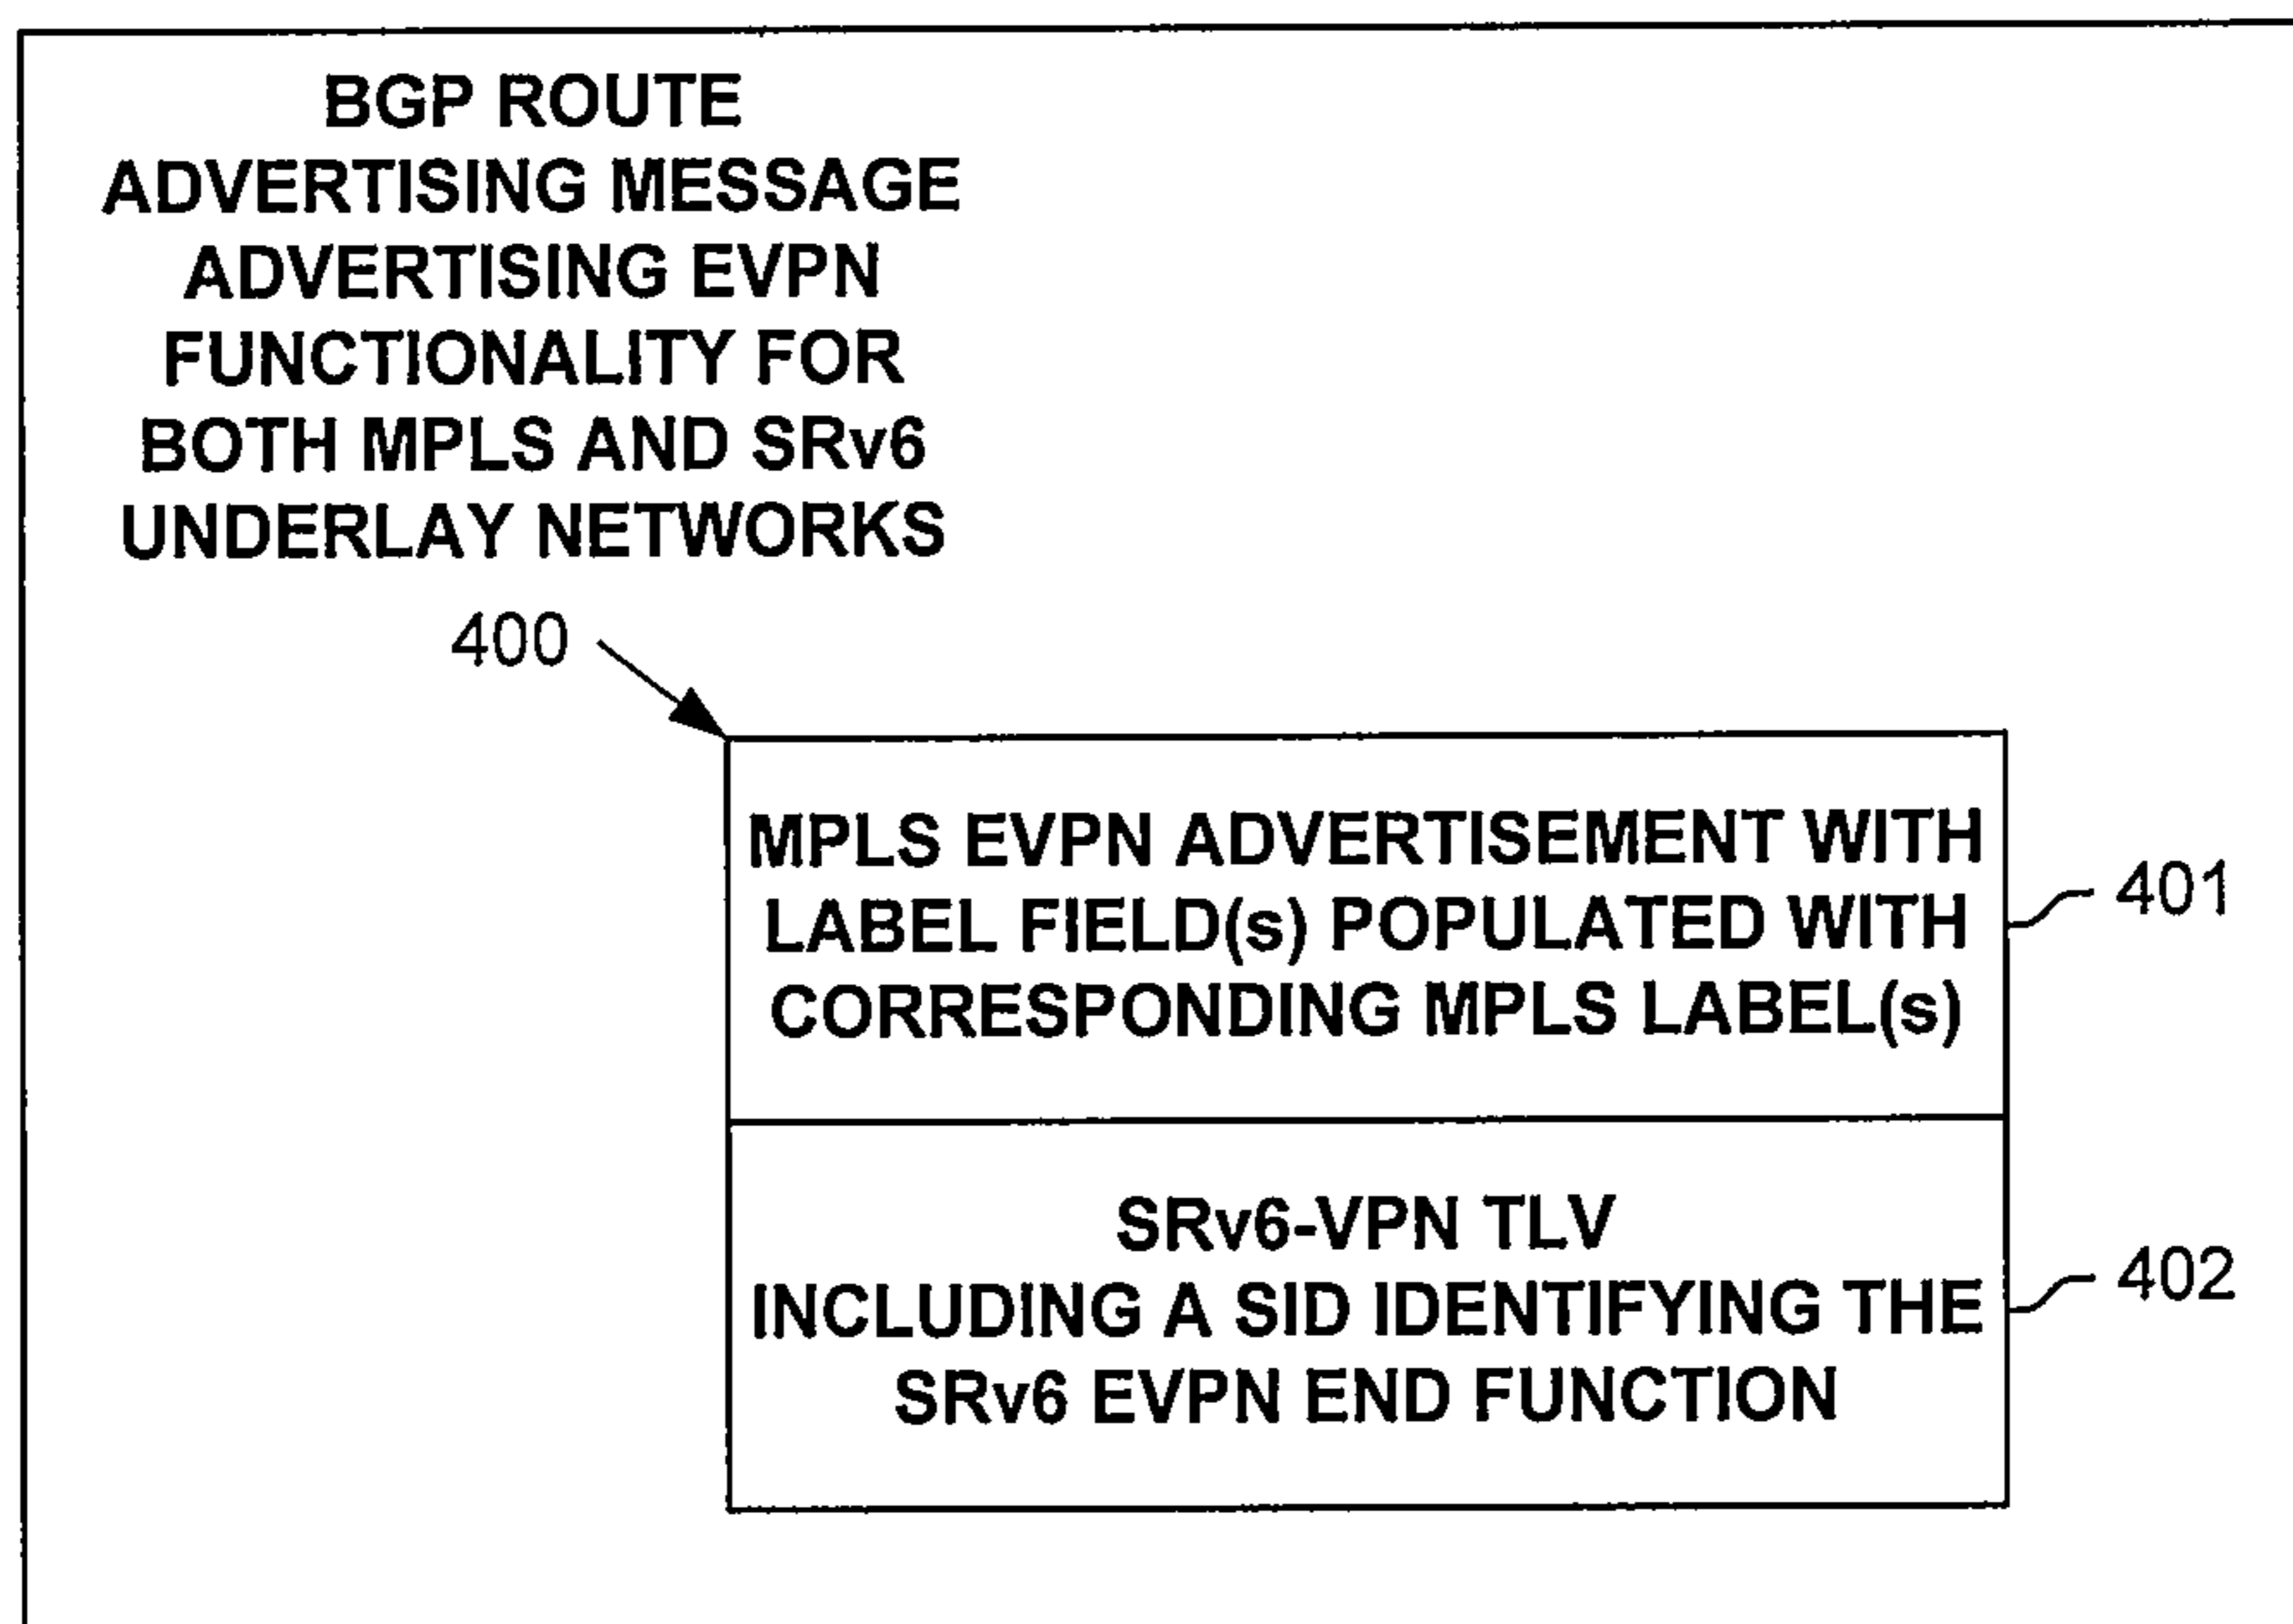 BGP ROUTE
ADVERTISING MESSAGE
ADVERTISING EVPN
FUNCTIONALITY FOR
BOTH MPLS AND SRv6
UNDERLAY NETWORKS
400
MPLS EVPN ADVERTISEMENT WITH
LABEL FIELD(s) POPULATED WITH
CORRESPONDING MPLS LABEL(s)
401
SRv6-VPN TLV
INCLUDING A SID IDENTIFYING THE
SRv6 EVPN END FUNCTION
402